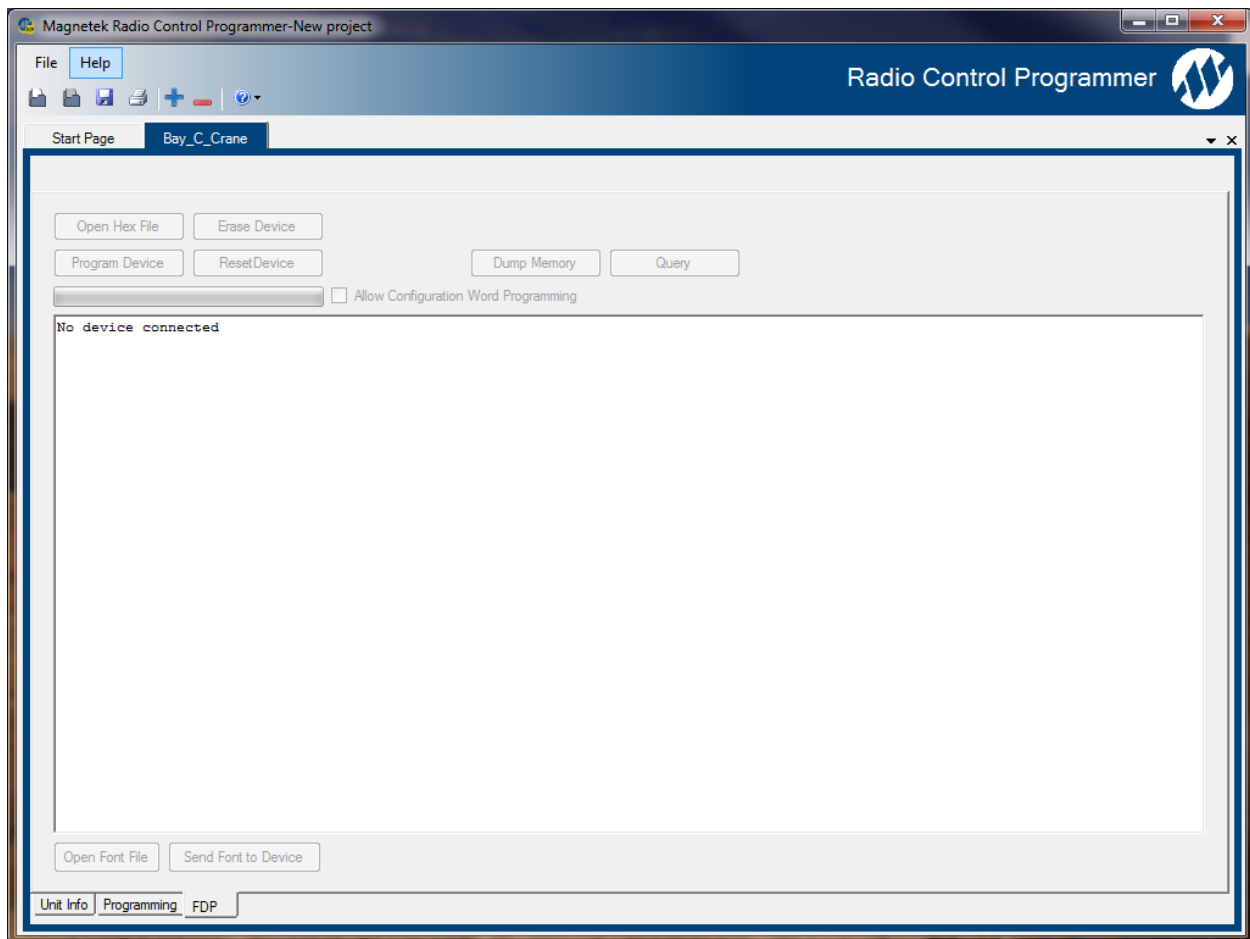 Magnetek Radio Control Programmer-New project
File Help
Radio Control Programmer
Start Page Bay_C_Crane
Open Hex File Erase Device
Program Device ResetDevice Dump Memory Query
Allow Configuration Word Programming
No device connected
Open Font File Send Font to Device
Unit Info Programming FDP